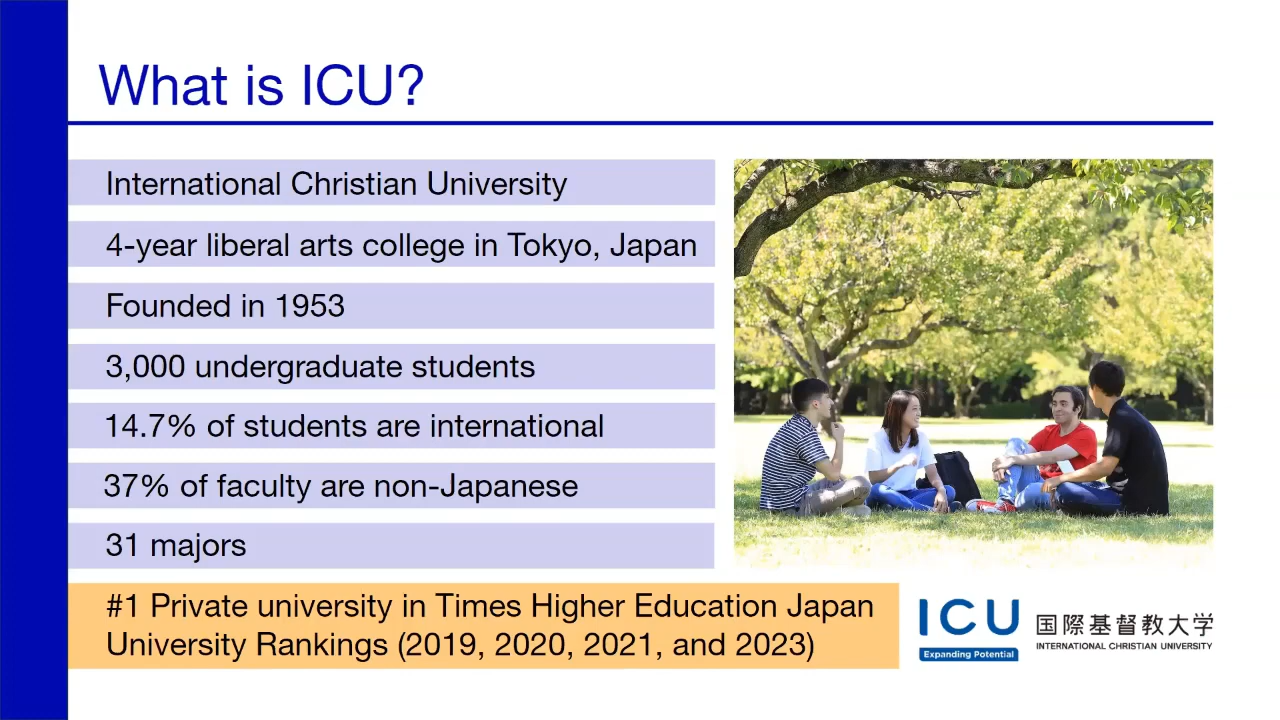 What is ICU?
International Christian University
4-year liberal arts college in Tokyo, Japan
Founded in 1953
3,000 undergraduate students
14.7% of students are international
37% of faculty are non-Japanese
31 majors
#1 Private university in Times Higher Education Japan
University Rankings (2019, 2020, 2021, and 2023)
ICU
Expanding Potential
国際基督教大学
INTERNATIONAL CHRISTIAN UNIVERSITY